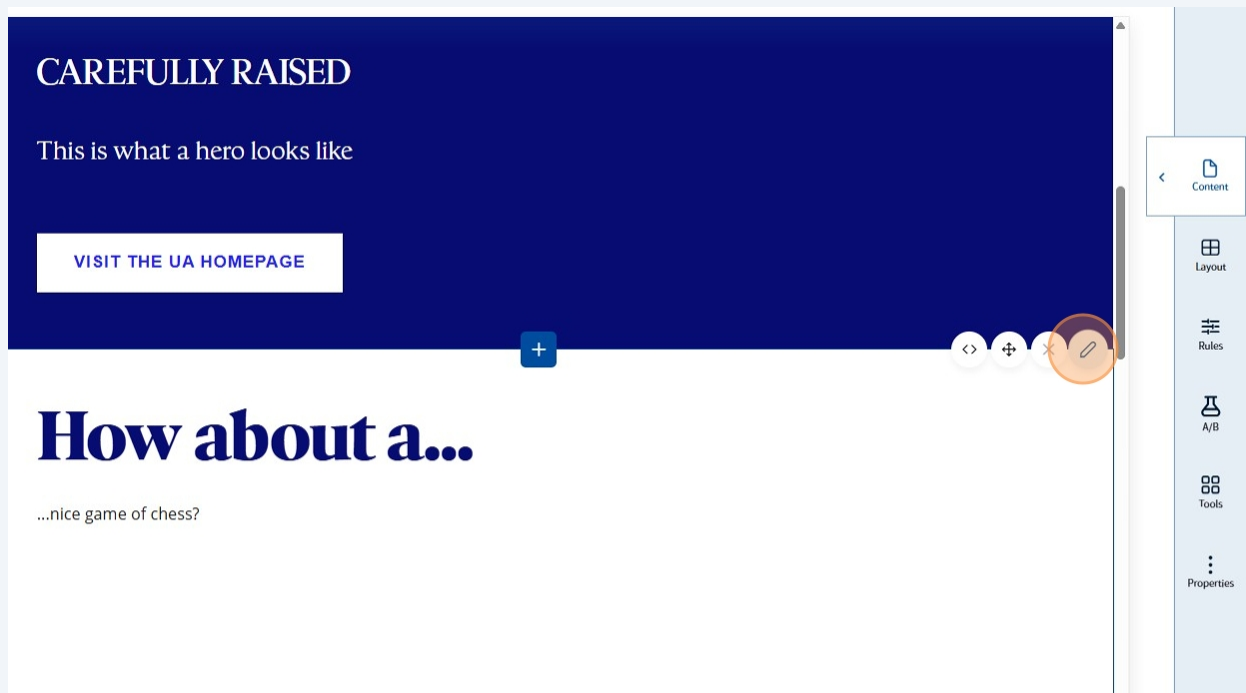 CAREFULLY RAISED
This is what a hero looks like
VISIT THE UA HOMEPAGE
How about a...
...nice game of chess?
Content
Layout
Rules
A/B
Tools
Properties